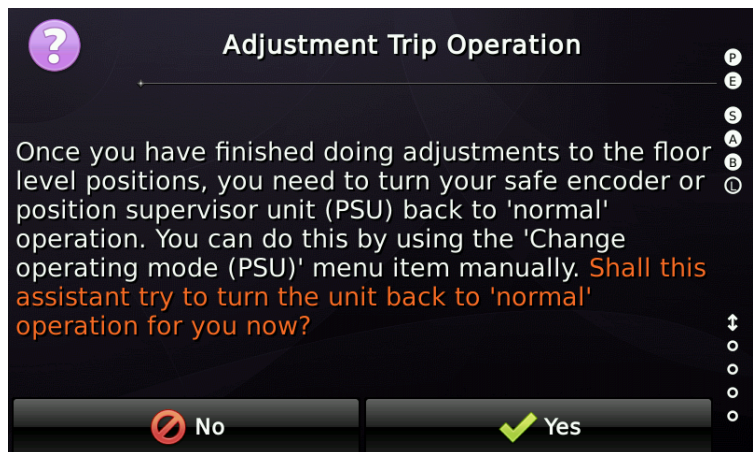 Adjustment Trip Operation
Once you have finished doing adjustments to the floor
level positions, you need to turn your safe encoder or
position supervisor unit (PSU) back to 'normal'
operation. You can do this by using the 'Change
operating mode (PSU)' menu item manually. Shall this
assistant try to turn the unit back to 'normal'
operation for you now?
No
Yes
P
E
S
A
B
L